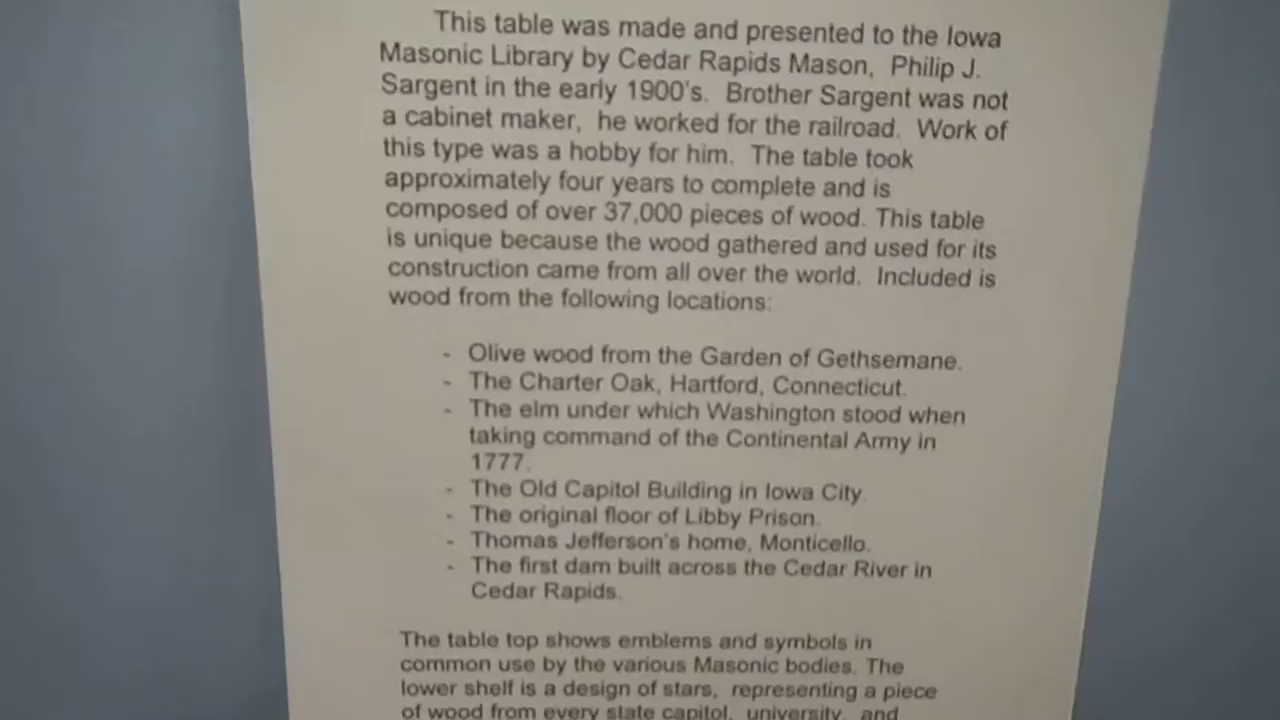 This table was made and presented to the Iowa
Masonic Library by Cedar Rapids Mason, Philip J.
Sargent in the early 1900's. Brother Sargent was not
a cabinet maker, he worked for the railroad. Work of
this type was a hobby for him. The table took
approximately four years to complete and is
composed of over 37,000 pieces of wood. This table
is unique because the wood gathered and used for its
construction came from all over the world. Included is
wood from the following locations:
- Olive wood from the Garden of Gethsemane.
- The Charter Oak, Hartford, Connecticut.
- The elm under which Washington stood when
taking command of the Continental Army in
1777.
- The Old Capitol Building in Iowa City.
- The original floor of Libby Prison.
- Thomas Jefferson's home, Monticello.
- The first dam built across the Cedar River in
Cedar Rapids.
The table top shows emblems and symbols in
common use by the various Masonic bodies. The
lower shelf is a design of stars, representing a piece
of wood from every state capitol, university, and